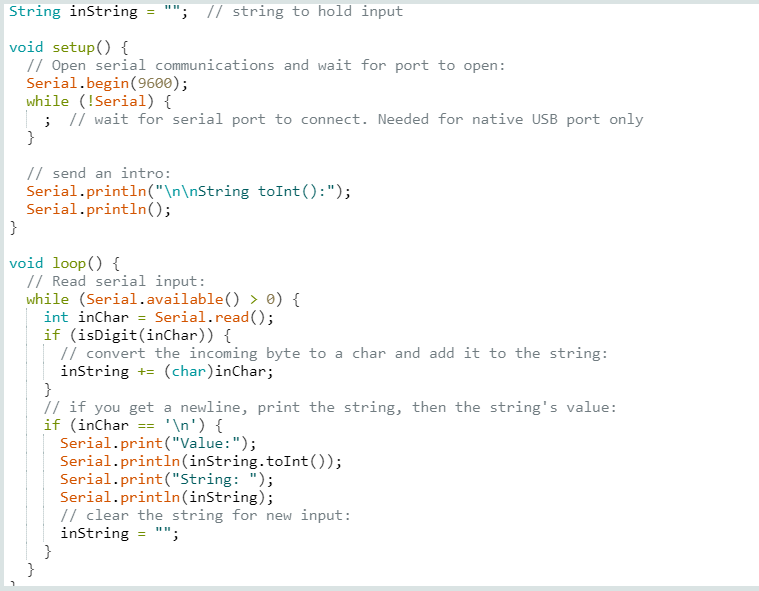 String inString = "";  // string to hold input

void setup() {
  // Open serial communications and wait for port to open:
  Serial.begin(9600);
  while (!Serial) {
    ;  // wait for serial port to connect. Needed for native USB port only
  }

  // send an intro:
  Serial.println("\n\nString toInt():");
  Serial.println();
}

void loop() {
  // Read serial input:
  while (Serial.available() > 0) {
    int inChar = Serial.read();
    if (isDigit(inChar)) {
      // convert the incoming byte to a char and add it to the string:
      inString += (char)inChar;
    }
    // if you get a newline, print the string, then the string's value:
    if (inChar == '\n') {
      Serial.print("Value:");
      Serial.println(inString.toInt());
      Serial.print("String: ");
      Serial.println(inString);
      // clear the string for new input:
      inString = "";
    }
  }
}